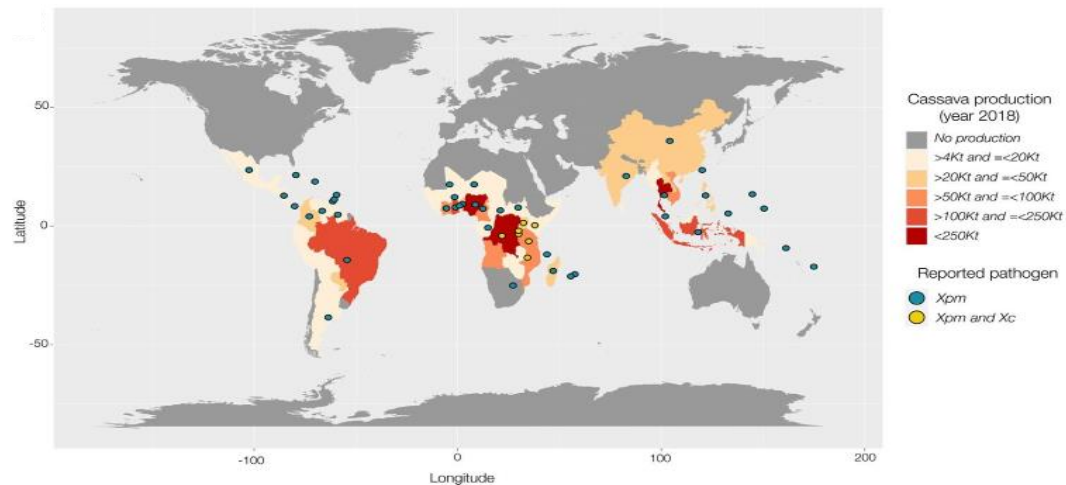 50
0
-50
Latitude
-100
0
100
200
Longitude
Cassava production
(year 2018)
No production
>4Kt and =<20Kt
>20Kt and =<50Kt
>50Kt and =<100Kt
>100Kt and =<250Kt
<250Kt
Reported pathogen
Xpm
Xpm and Xc